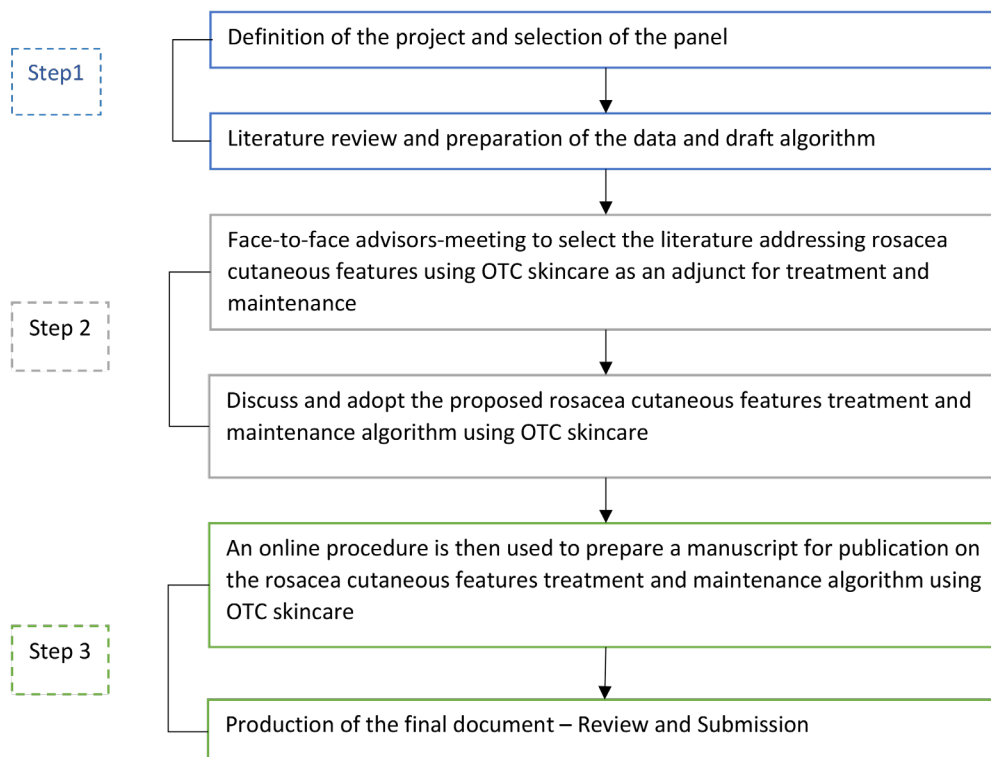 Step1
Definition of the project and selection of the panel
Literature review and preparation of the data and draft algorithm
Step 2
Face-to-face advisors-meeting to select the literature addressing rosacea
cutaneous features using OTC skincare as an adjunct for treatment and
maintenance
Discuss and adopt the proposed rosacea cutaneous features treatment and
maintenance algorithm using OTC skincare
Step 3
An online procedure is then used to prepare a manuscript for publication on
the rosacea cutaneous features treatment and maintenance algorithm using
OTC skincare
Production of the final document – Review and Submission